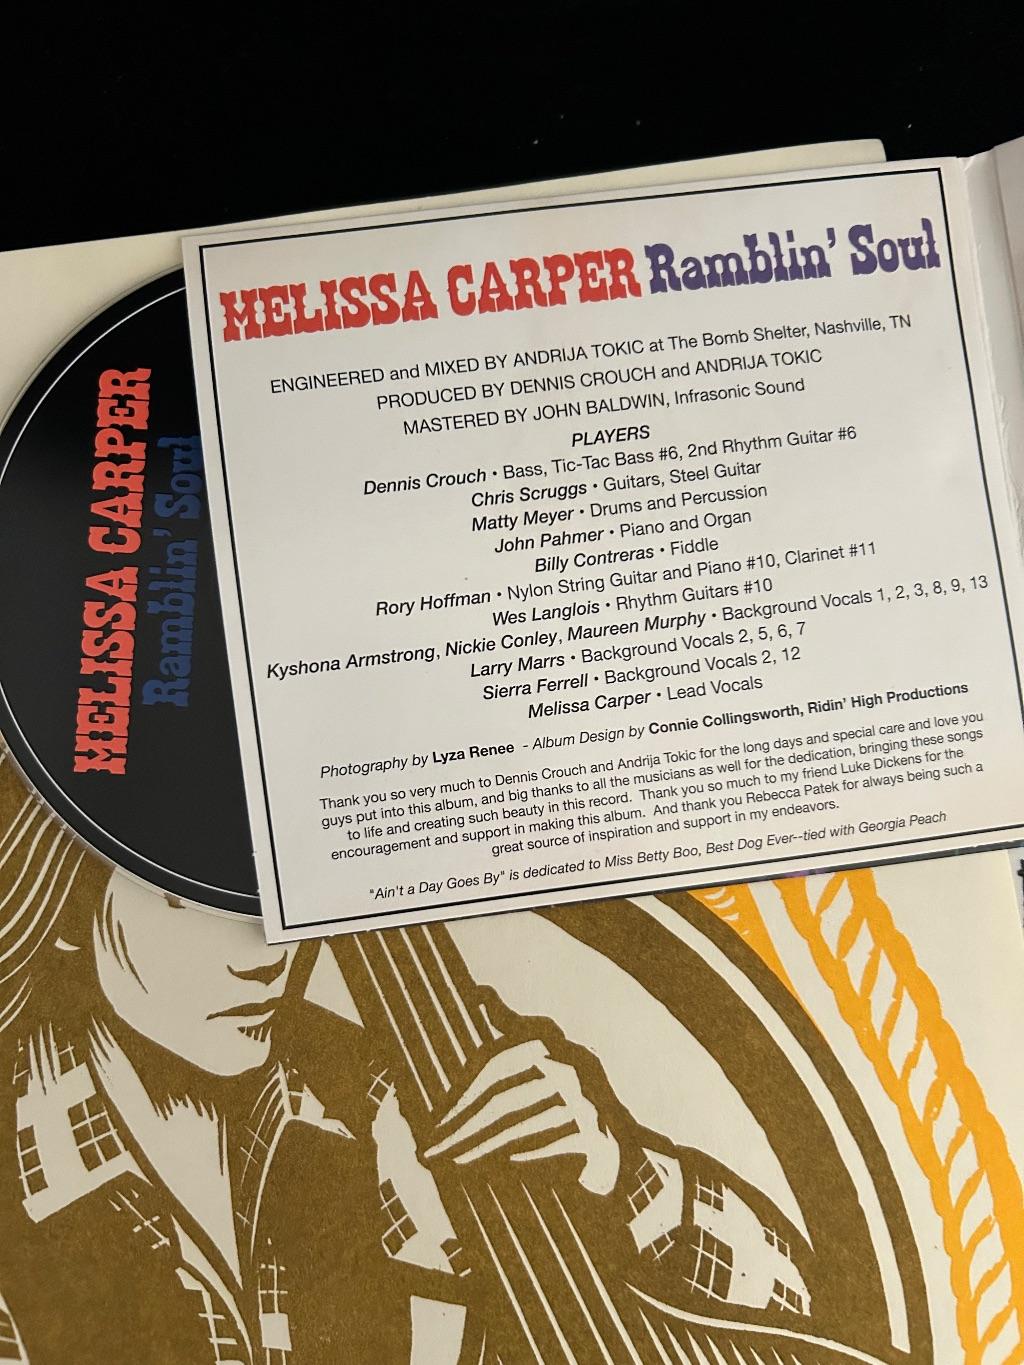 MELISSA CARPER Ramblin' Soul
ENGINEERED and MIXED BY ANDRIJA TOKIC at The Bomb Shelter, Nashville, TN
PRODUCED BY DENNIS CROUCH and ANDRIJA TOKIC
MASTERED BY JOHN BALDWIN, Infrasonic Sound
PLAYERS
Dennis Crouch • Bass, Tic-Tac Bass #6, 2nd Rhythm Guitar #6
Chris Scruggs • Guitars, Steel Guitar
Matty Meyer • Drums and Percussion
John Pahmer • Piano and Organ
Billy Contreras • Fiddle
Rory Hoffman • Nylon String Guitar and Piano #10, Clarinet #11
Wes Langlois • Rhythm Guitars #10
Kyshona Armstrong, Nickie Conley, Maureen Murphy • Background Vocals 1, 2, 3, 8, 9, 13
Larry Marrs • Background Vocals 2, 5, 6, 7
Sierra Ferrell • Background Vocals 2, 12
Melissa Carper • Lead Vocals
Photography by Lyza Renee - Album Design by Connie Collingsworth, Ridin' High Productions
Thank you so very much to Dennis Crouch and Andrija Tokic for the long days and special care and love you
guys put into this album, and big thanks to all the musicians as well for the dedication, bringing these songs
to life and creating such beauty in this record. Thank you so much to my friend Luke Dickens for the
encouragement and support in making this album. And thank you Rebecca Patek for always being such a
great source of inspiration and support in my endeavors.
"Ain't a Day Goes By" is dedicated to Miss Betty Boo, Best Dog Ever--tied with Georgia Peach
MELISSA CARPER
Ramblin' Soul